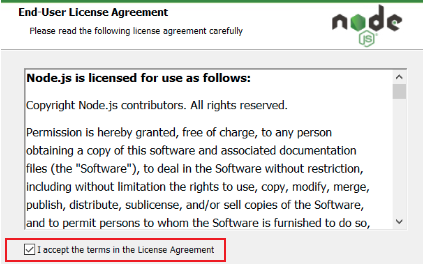 End-User License Agreement
Please read the following license agreement carefully
node
JS
Node.js is licensed for use as follows:
Copyright Node.js contributors. All rights reserved.
Permission is hereby granted, free of charge, to any person
obtaining a copy of this software and associated documentation
files (the "Software"), to deal in the Software without restriction,
including without limitation the rights to use, copy, modify, merge,
publish, distribute, sublicense, and/or sell copies of the Software,
and to permit persons to whom the Software is furnished to do so,
I accept the terms in the License Agreement